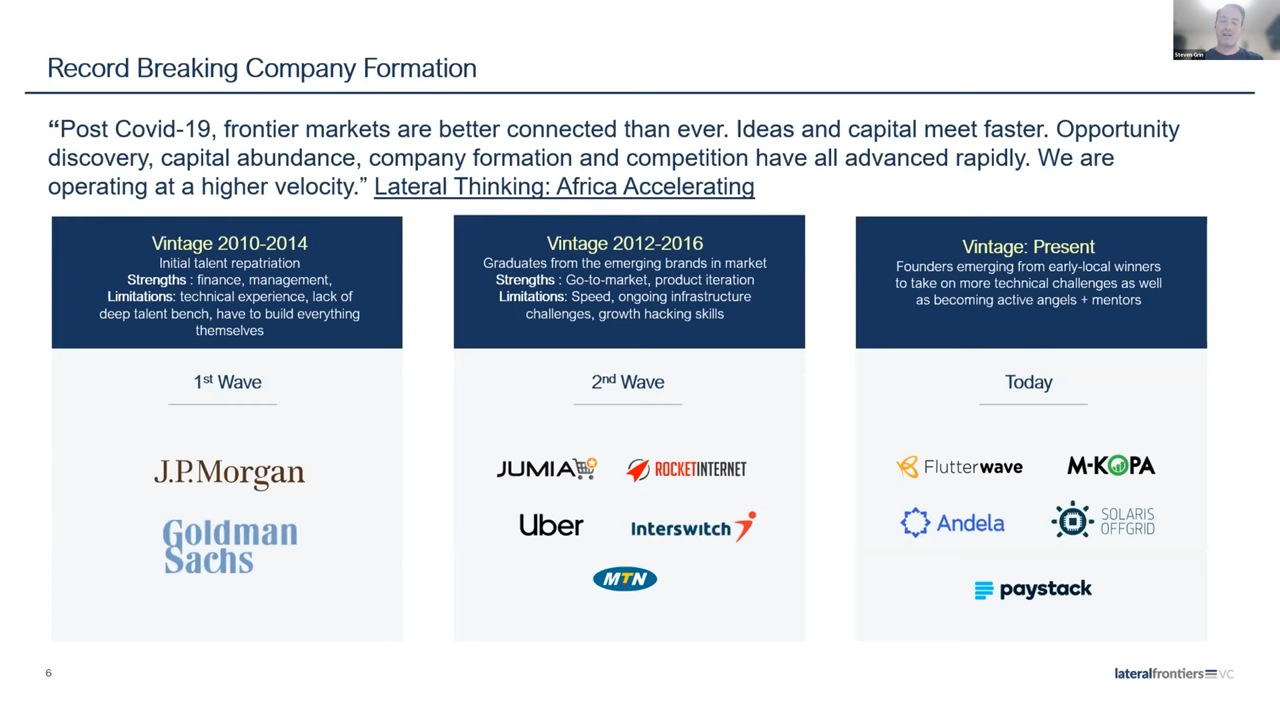 Steven Grin
Record Breaking Company Formation
“Post Covid-19, frontier markets are better connected than ever. Ideas and capital meet faster. Opportunity
discovery, capital abundance, company formation and competition have all advanced rapidly. We are
operating at a higher velocity.” Lateral Thinking: Africa Accelerating
Vintage 2010-2014
Initial talent repatriation
Strengths : finance, management,
Limitations: technical experience, lack of
deep talent bench, have to build everything
themselves
1st Wave
J.P.Morgan
Goldman
Sachs
Vintage 2012-2016
Graduates from the emerging brands in market
Strengths : Go-to-market, product iteration
Limitations: Speed, ongoing infrastructure
challenges, growth hacking skills
2nd Wave
JUMIA ROCKETINTERNET
Uber Interswitch
MTN
Vintage: Present
Founders emerging from early-local winners
to take on more technical challenges as well
as becoming active angels + mentors
Today
Flutterwave M-KOPA
Andela SOLARIS
OFFGRID
paystack
6
lateralfrontiers VC